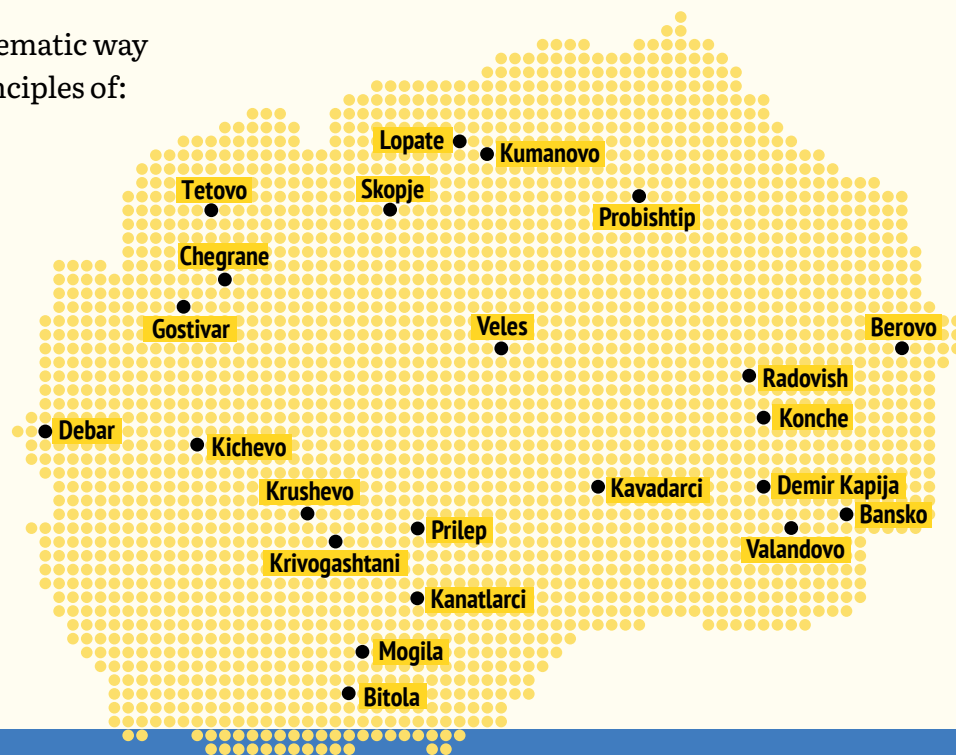 ematic way
nciples of:
Lopate
Kumanovo
Tetovo
Skopje
Probishtip
Chegrane
Gostivar
Veles
Berovo
Radovish
Konche
Debar
Kichevo
Krushevo
Kavadarci
Demir Kapija
Bansko
Prilep
Valandovo
Krivogashtani
Kanatlarci
Mogila
Bitola